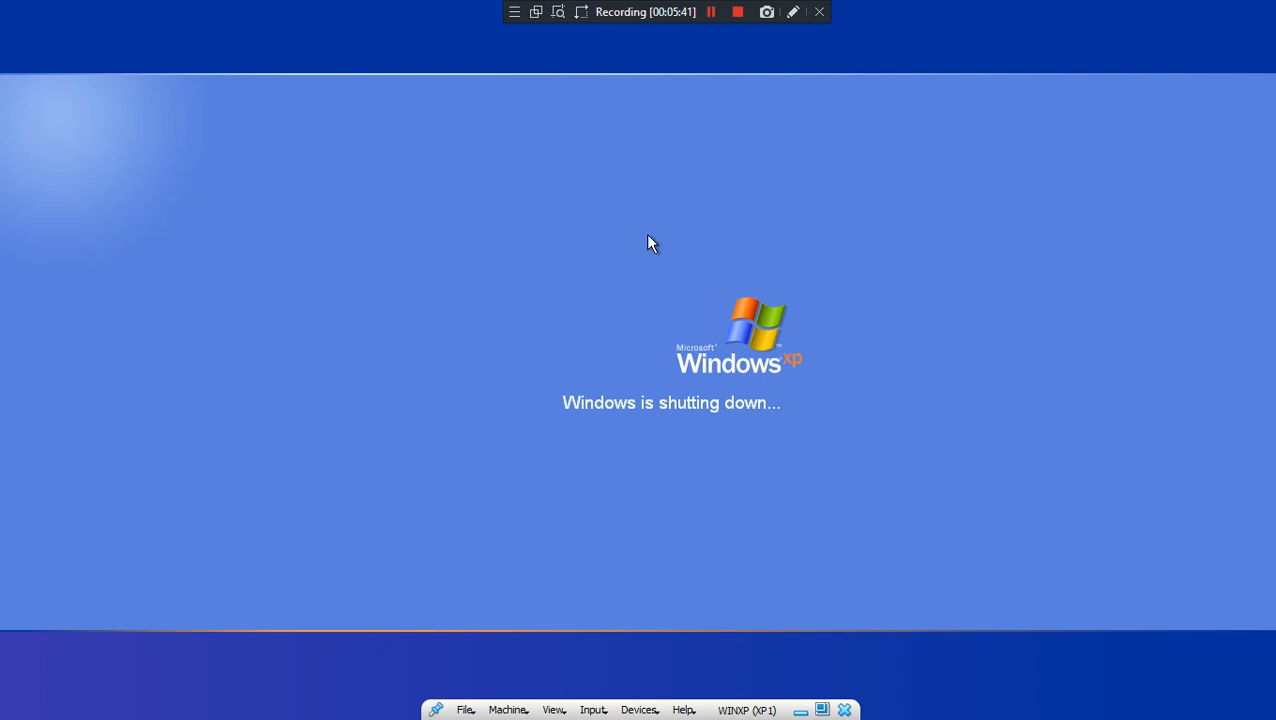 Recording [00:05:41]
Microsoft
Windows xp
Windows is shutting down...
File Machine View Input Devices Help WINXP (XP1)